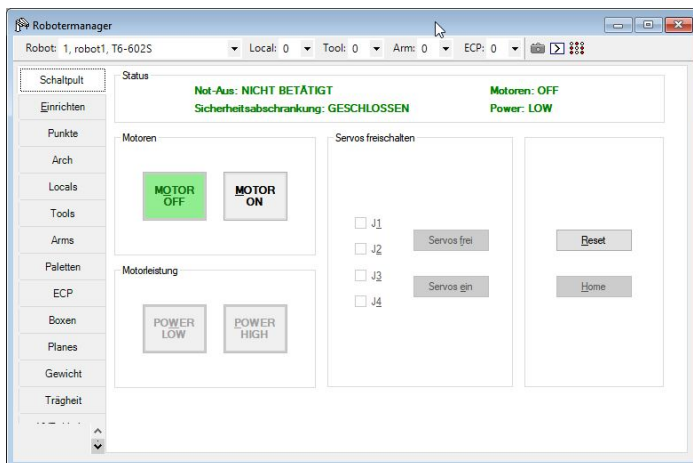 Robotermanager
Robot: 1, robot1, T6-602S Local: 0 Tool: 0 Arm: 0 ECP: 0
Schaltpult
Einrichten
Punkte
Arch
Locals
Tools
Arms
Paletten
ECP
Boxen
Planes
Gewicht
Trägheit
Status
Not-Aus: NICHT BETÄTIGT
Motoren: OFF
Sicherheitsabschrankung: GESCHLOSSEN
Power: LOW
Motoren
MOTOR
OFF
MOTOR
ON
Motorleistung
POWER
LOW
POWER
HIGH
Servos freischalten
J1
J2
J3
J4
Servos frei
Servos ein
Reset
Home